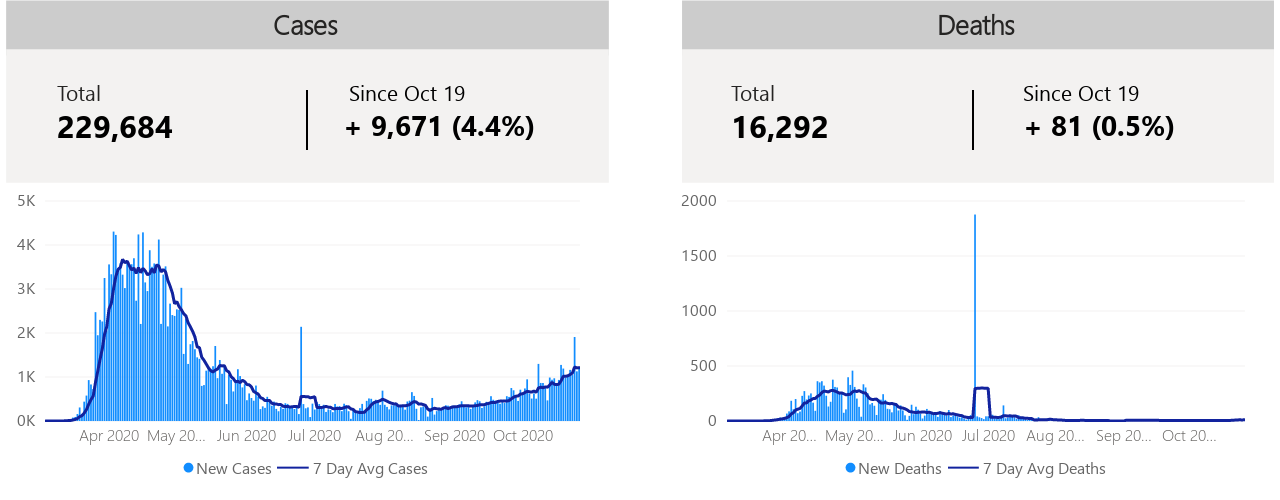 Cases
Total
229,684
Since Oct 19
+ 9,671 (4.4%)
5K
4K
3K
2K
1K
0K
Apr 2020 May 20... Jun 2020 Jul 2020 Aug 20... Sep 2020 Oct 2020
New Cases 7 Day Avg Cases
Deaths
Total
16,292
Since Oct 19
+ 81 (0.5%)
2000
1500
1000
500
0
Apr 20... May 20... Jun 2020 Jul 2020 Aug 20... Sep 20... Oct 20...
New Deaths 7 Day Avg Deaths